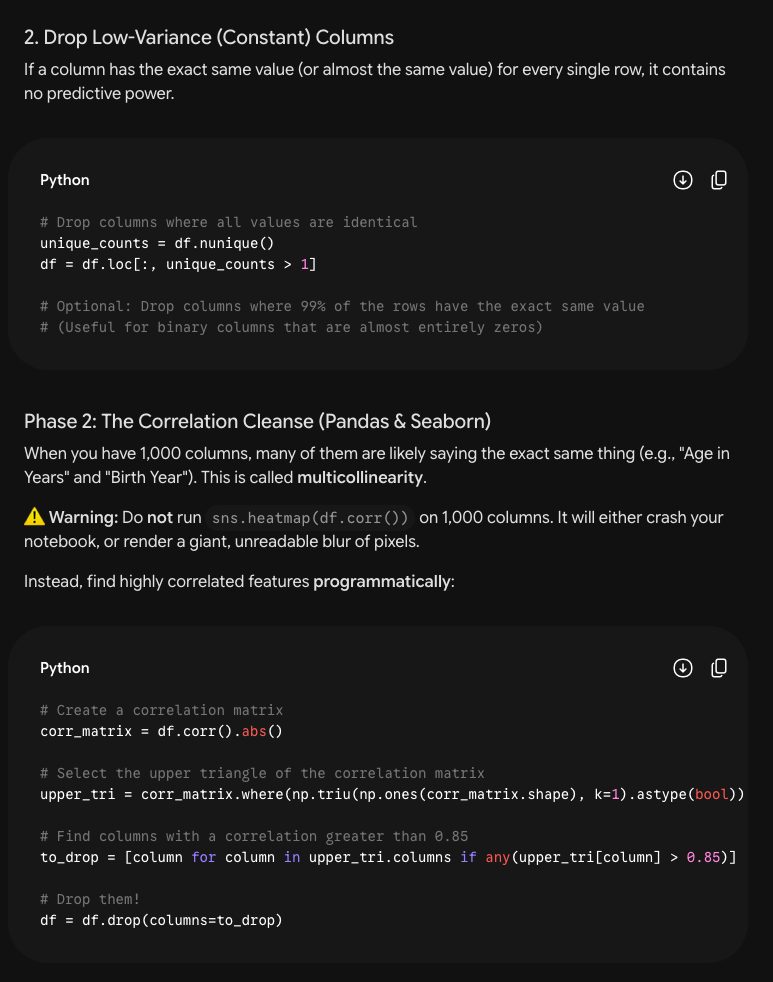 2. Drop Low-Variance (Constant) Columns
If a column has the exact same value (or almost the same value) for every single row, it contains
no predictive power.
Python
# Drop columns where all values are identical
unique_counts = df.nunique()
df = df.loc[:, unique_counts > 1]
# Optional: Drop columns where 99% of the rows have the exact same value
# (Useful for binary columns that are almost entirely zeros)
Phase 2: The Correlation Cleanse (Pandas & Seaborn)
When you have 1,000 columns, many of them are likely saying the exact same thing (e.g., "Age in
Years" and "Birth Year"). This is called multicollinearity.
⚠️ Warning: Do not run sns.heatmap(df.corr()) on 1,000 columns. It will either crash your
notebook, or render a giant, unreadable blur of pixels.
Instead, find highly correlated features programmatically:
Python
# Create a correlation matrix
corr_matrix = df.corr().abs()
# Select the upper triangle of the correlation matrix
upper_tri = corr_matrix.where(np.triu(np.ones(corr_matrix.shape), k=1).astype(bool))
# Find columns with a correlation greater than 0.85
to_drop = [column for column in upper_tri.columns if any(upper_tri[column] > 0.85)]
# Drop them!
df = df.drop(columns=to_drop)